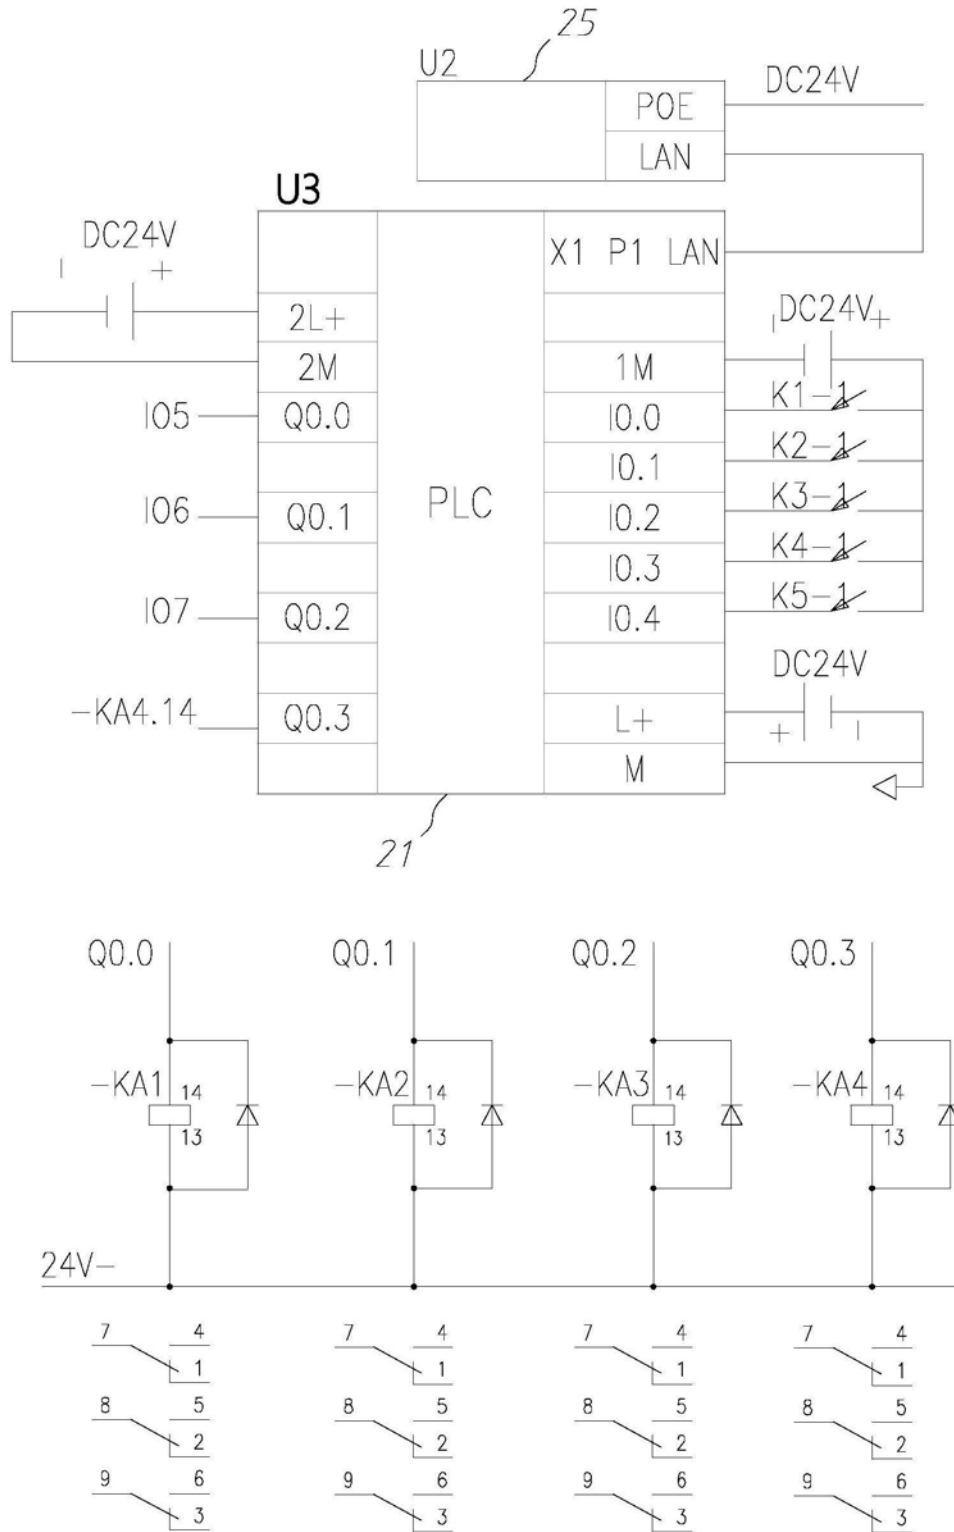 25
U2
DC24V
POE
LAN
U3
DC24V
X1 P1 LAN
- +
2L+
DC24V
- +
2M
1M
K1-1
IO5
Q0.0
I0.0
K2-1
I0.1
K3-1
IO6
Q0.1
PLC
I0.2
K4-1
I0.3
K5-1
IO7
Q0.2
I0.4
DC24V
-KA4.14
Q0.3
L+
+ -
M
21
Q0.0 Q0.1 Q0.2 Q0.3
-KA1 14 -KA2 14 -KA3 14 -KA4 14
13 13 13 13
24V-
7 4 7 4 7 4 7 4
1 1 1 1
8 5 8 5 8 5 8 5
2 2 2 2
9 6 9 6 9 6 9 6
3 3 3 3